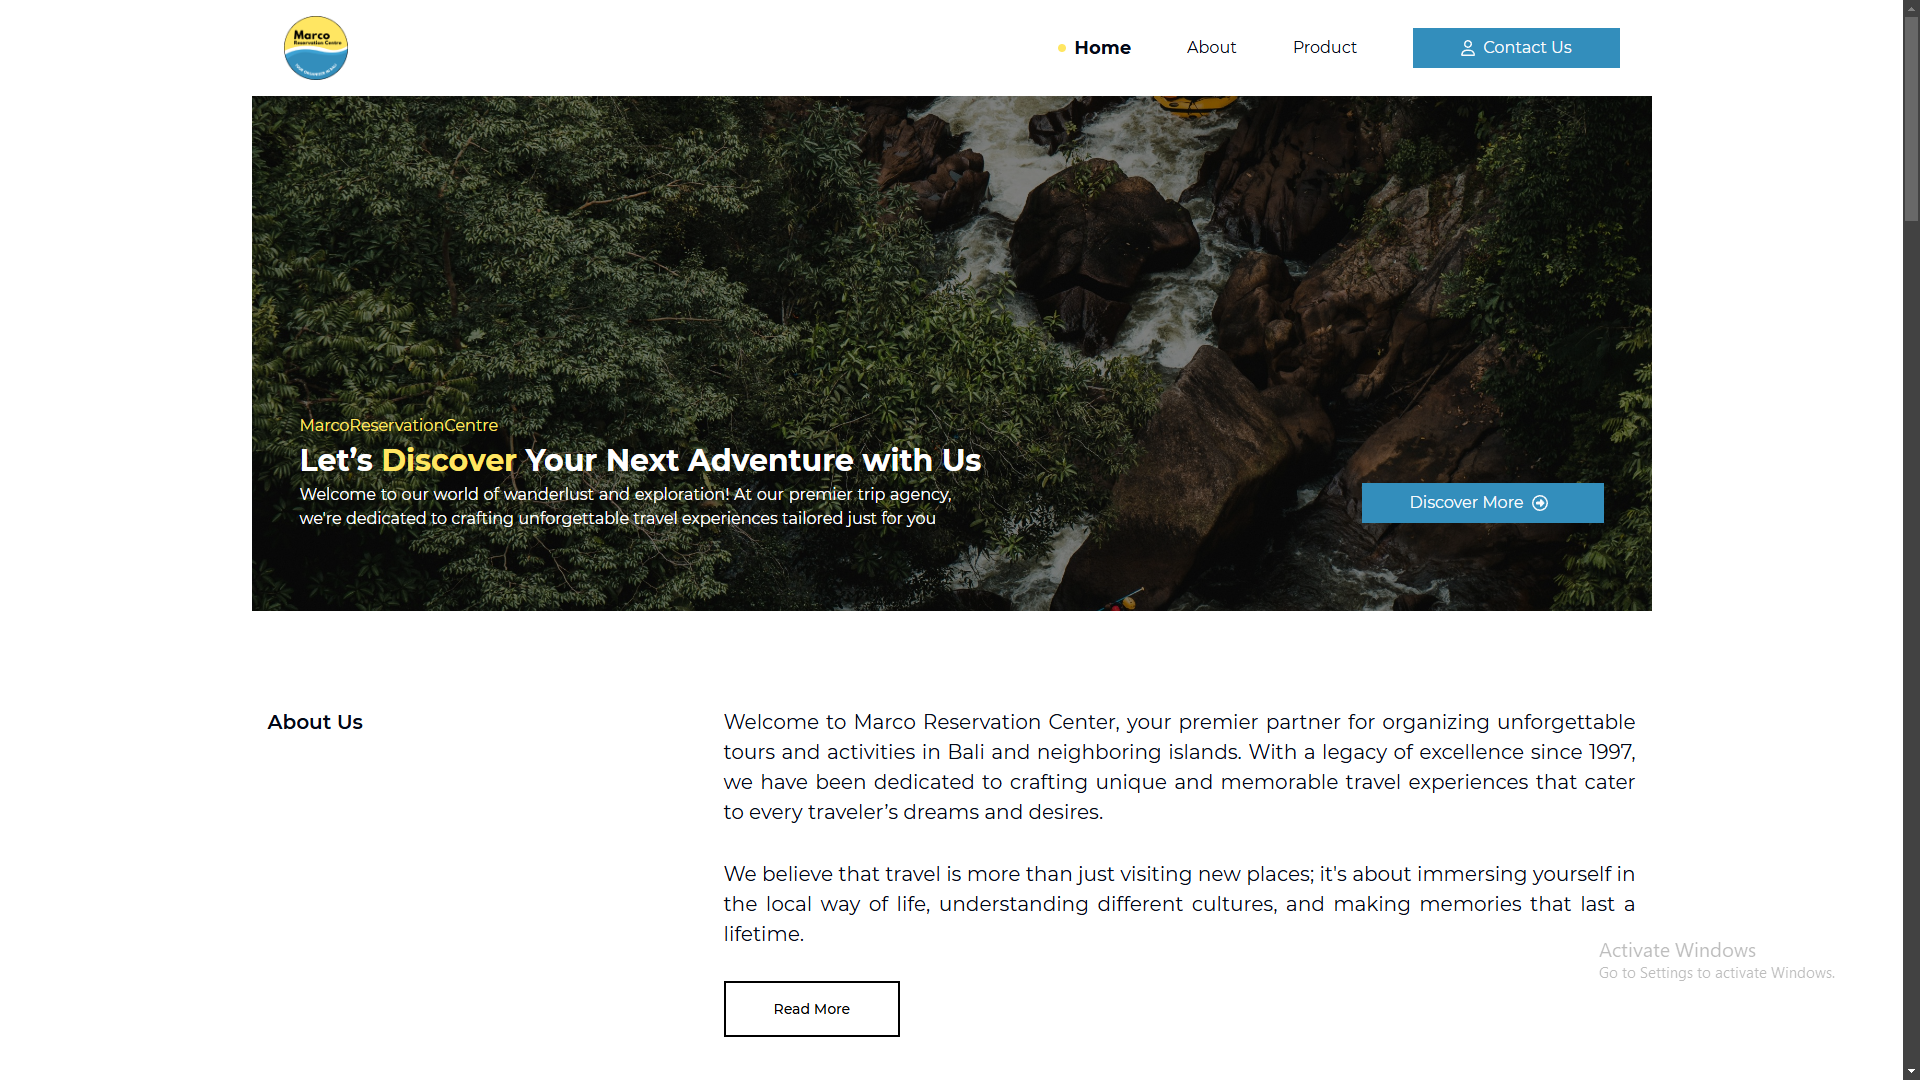 Marco
Reservation Centre
TOUR ORGANIZER IN BALI
Home
About
Product
Contact Us
MarcoReservationCentre
Let’s Discover Your Next Adventure with Us
Welcome to our world of wanderlust and exploration! At our premier trip agency,
we're dedicated to crafting unforgettable travel experiences tailored just for you
Discover More
About Us
Welcome to Marco Reservation Center, your premier partner for organizing unforgettable
tours and activities in Bali and neighboring islands. With a legacy of excellence since 1997,
we have been dedicated to crafting unique and memorable travel experiences that cater
to every traveler’s dreams and desires.
We believe that travel is more than just visiting new places; it's about immersing yourself in
the local way of life, understanding different cultures, and making memories that last a
lifetime.
Read More
Activate Windows
Go to Settings to activate Windows.